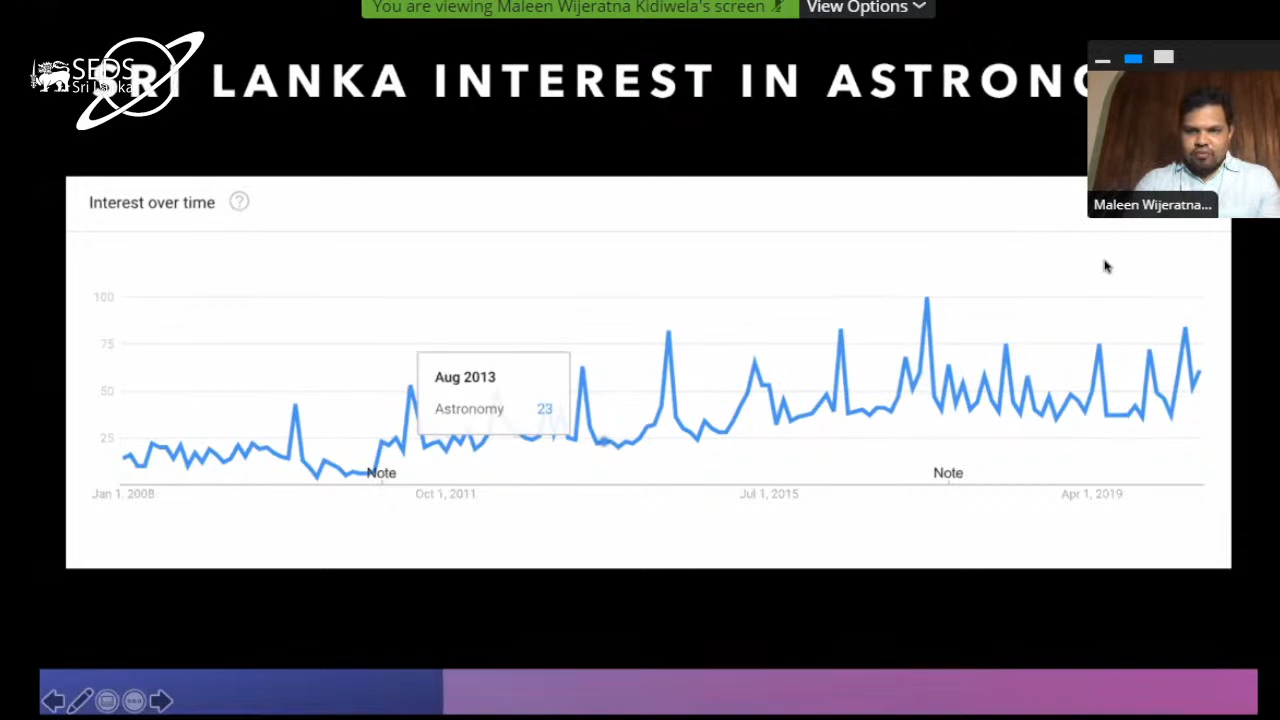 You are viewing Maleen Wijeratna Kidiwela's screen
View Options
SEDS
Sri Lanka
SRI LANKA INTEREST IN ASTRONO
Maleen Wijeratna...
Interest over time
?
100
75
50
25
Aug 2013
Astronomy 23
Note
Note
Jan 1, 2008
Oct 1, 2011
Jul 1, 2015
Apr 1, 2019